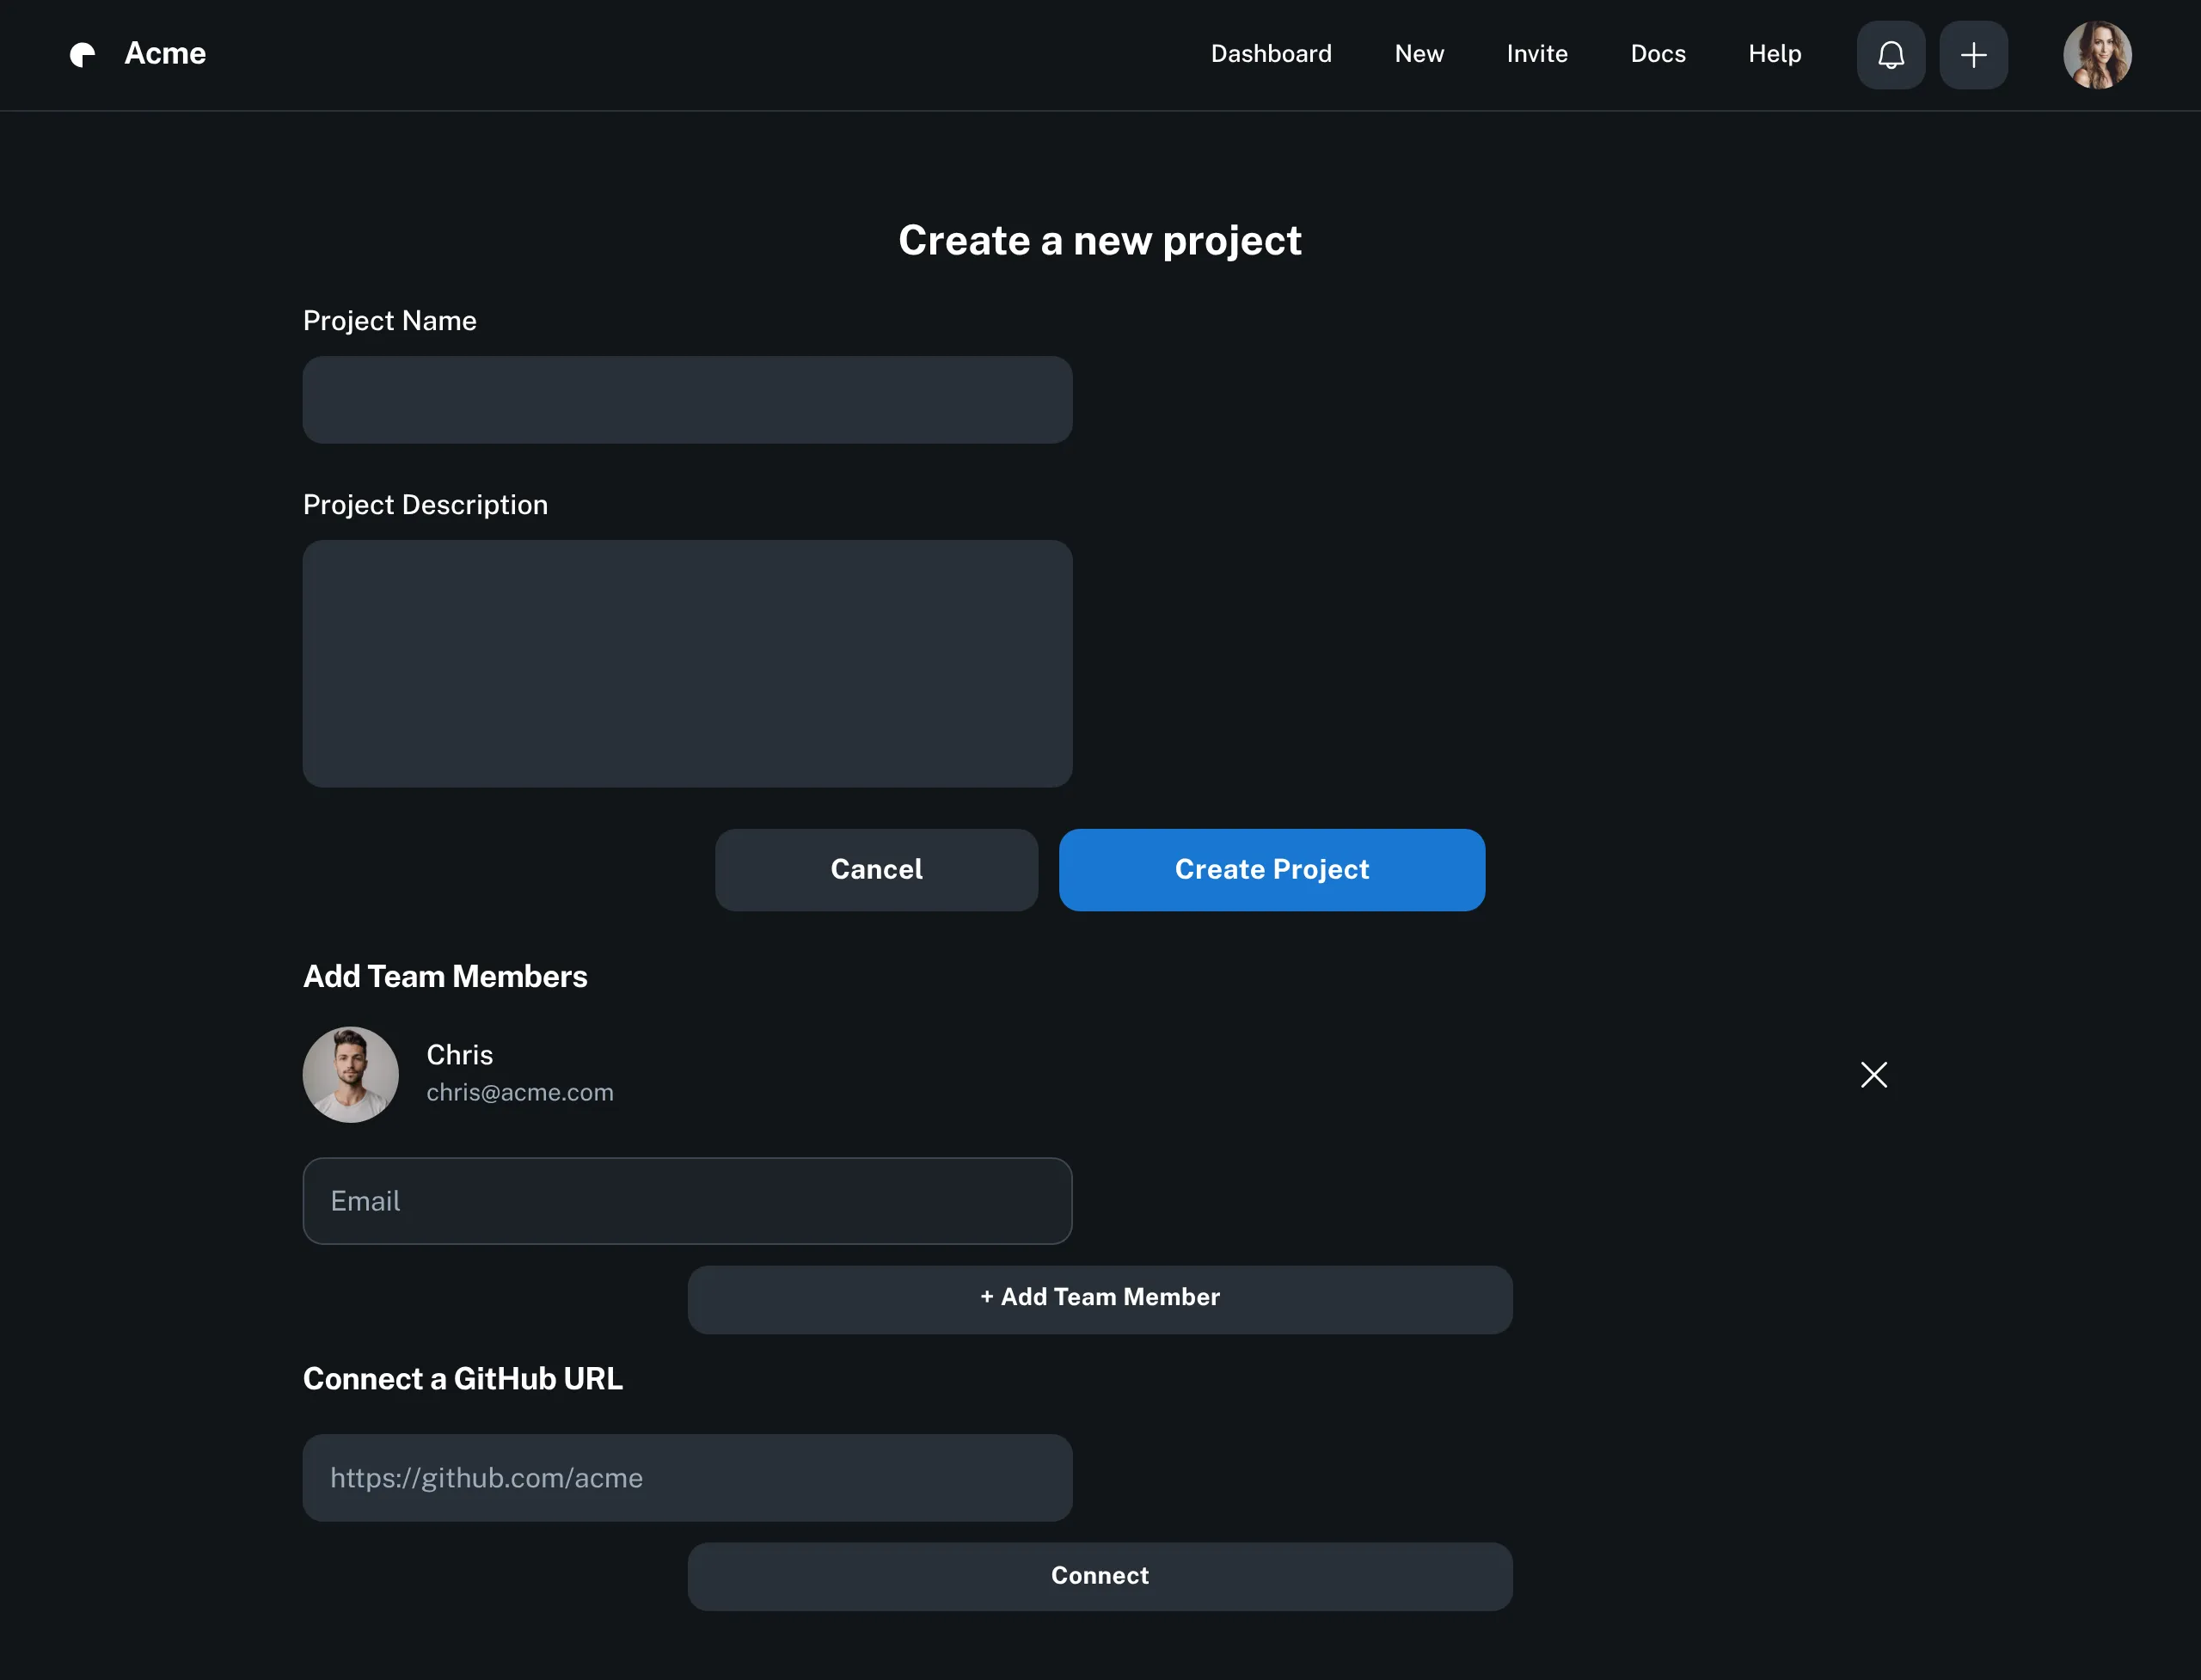 Acme
Dashboard
New
Invite
Docs
Help
Create a new project
Project Name
Project Description
Cancel
Create Project
Add Team Members
Chris
chris@acme.com
Email
+ Add Team Member
Connect a GitHub URL
https://github.com/acme
Connect